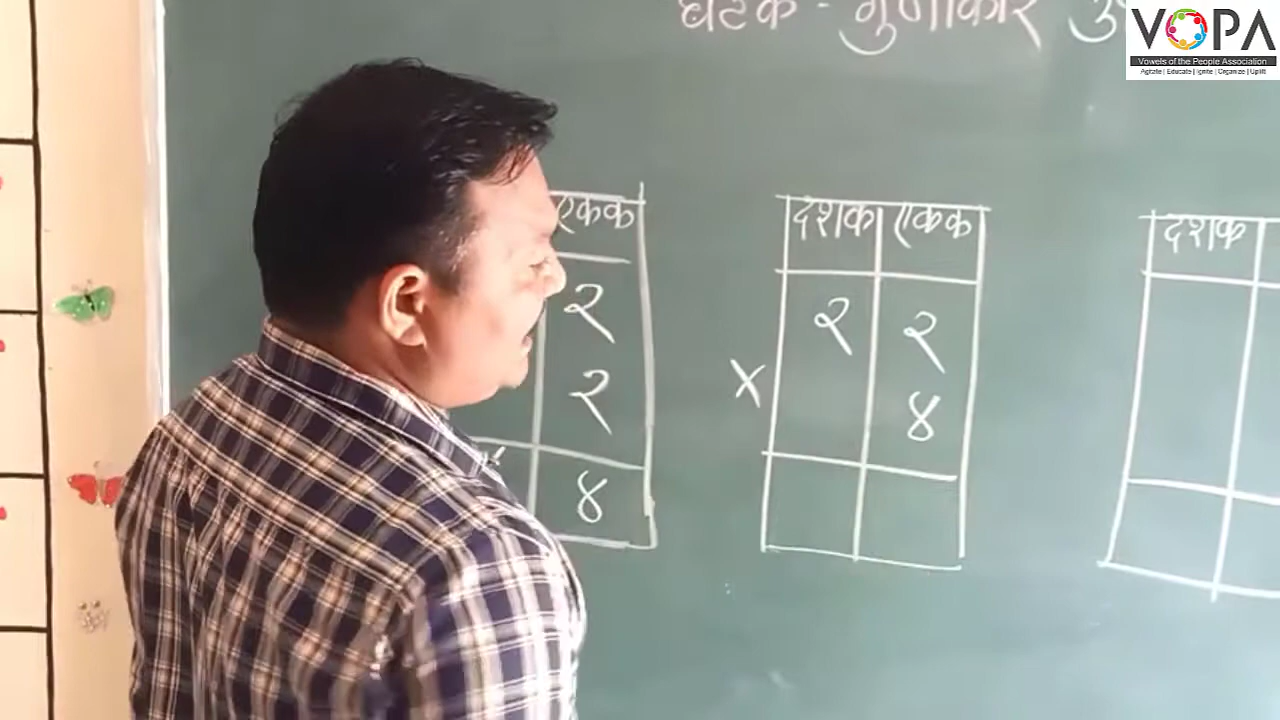 घटक - गुणाकार
VOPA
Vowels of the People Association
Agitate | Educate | Ignite | Organize | Uplift
एकक
२
२
४
दशक एकक
२ २
× ४
दशक